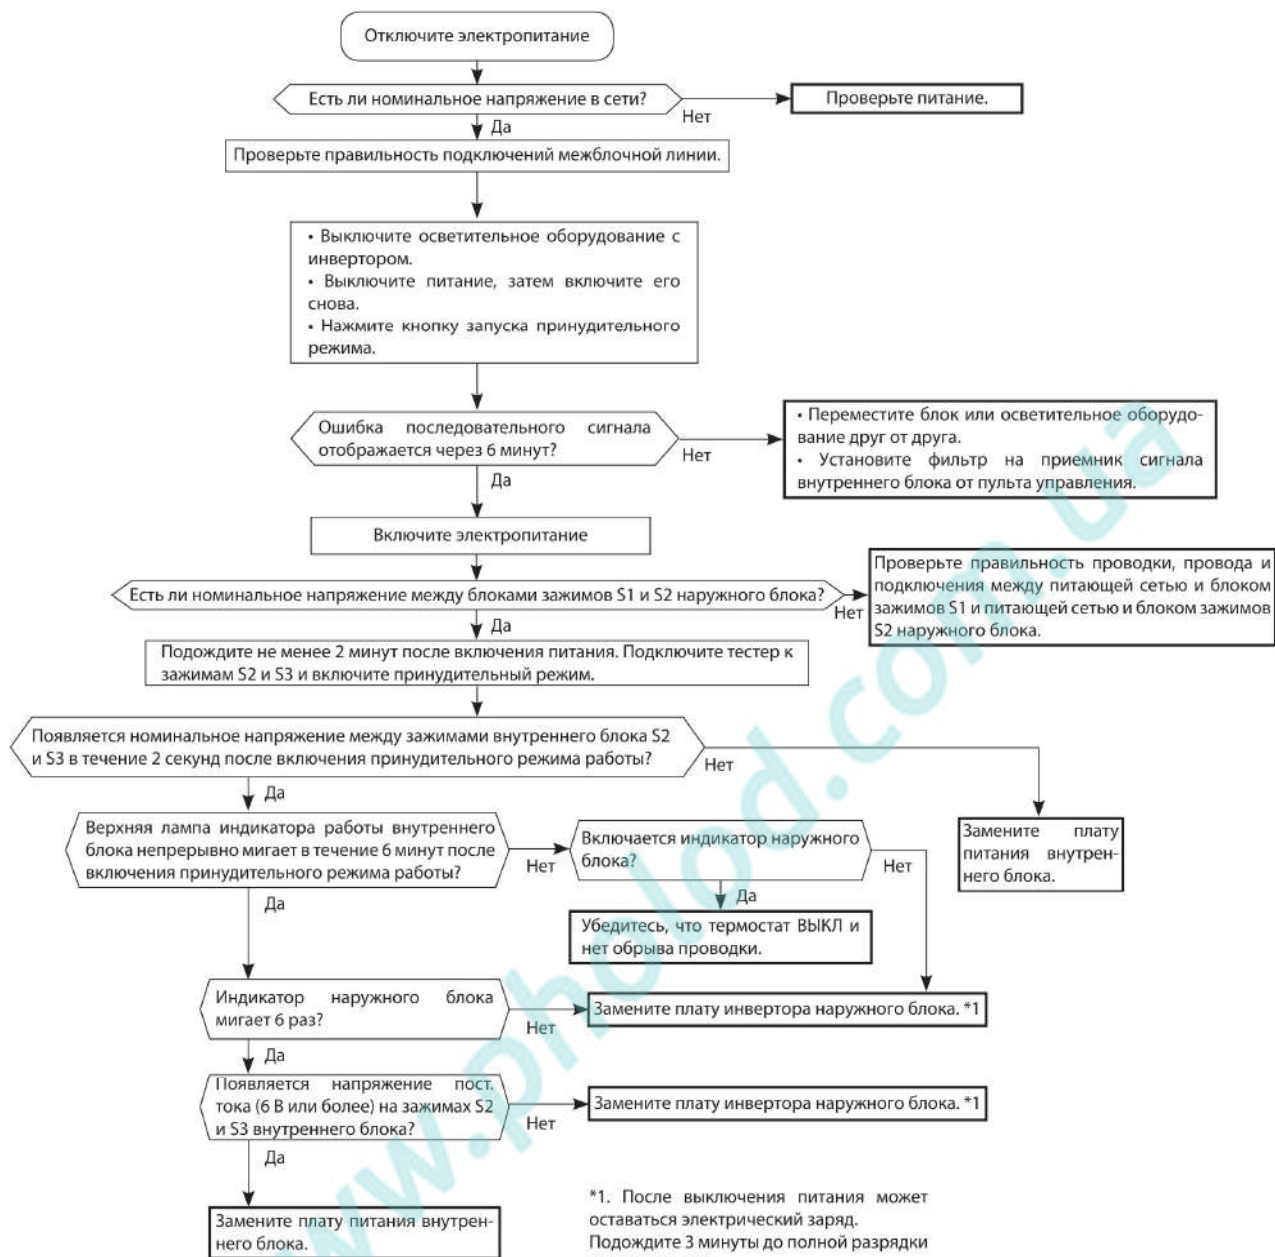 Отключите электропитание
Есть ли номинальное напряжение в сети?
Нет
Проверьте питание.
Да
Проверьте правильность подключений межблочной линии.
• Выключите осветительное оборудование с
инвертором.
• Выключите питание, затем включите его
снова.
• Нажмите кнопку запуска принудительного
режима.
Ошибка последовательного сигнала
отображается через 6 минут?
Нет
• Переместите блок или осветительное оборудо-
вание друг от друга.
• Установите фильтр на приемник сигнала
внутреннего блока от пульта управления.
Да
Включите электропитание
Есть ли номинальное напряжение между блоками зажимов S1 и S2 наружного блока?
Нет
Проверьте правильность проводки, провода и
подключения между питающей сетью и блоком
зажимов S1 и питающей сетью и блоком зажимов
S2 наружного блока.
Да
Подождите не менее 2 минут после включения питания. Подключите тестер к
зажимам S2 и S3 и включите принудительный режим.
Появляется номинальное напряжение между зажимами внутреннего блока S2
и S3 в течение 2 секунд после включения принудительного режима работы?
Нет
Замените плату
питания внутрен-
него блока.
Да
Верхняя лампа индикатора работы внутреннего
блока непрерывно мигает в течение 6 минут после
включения принудительного режима работы?
Нет
Включается индикатор наружного
блока?
Нет
Да
Убедитесь, что термостат ВЫКЛ и
нет обрыва проводки.
Да
Индикатор наружного блока
мигает 6 раз?
Нет
Замените плату инвертора наружного блока. *1
Да
Появляется напряжение пост.
тока (6 В или более) на зажимах S2
и S3 внутреннего блока?
Нет
Замените плату инвертора наружного блока. *1
Да
Замените плату питания внутрен-
него блока.
*1. После выключения питания может
оставаться электрический заряд.
Подождите 3 минуты до полной разрядки
www.pholod.com.ua